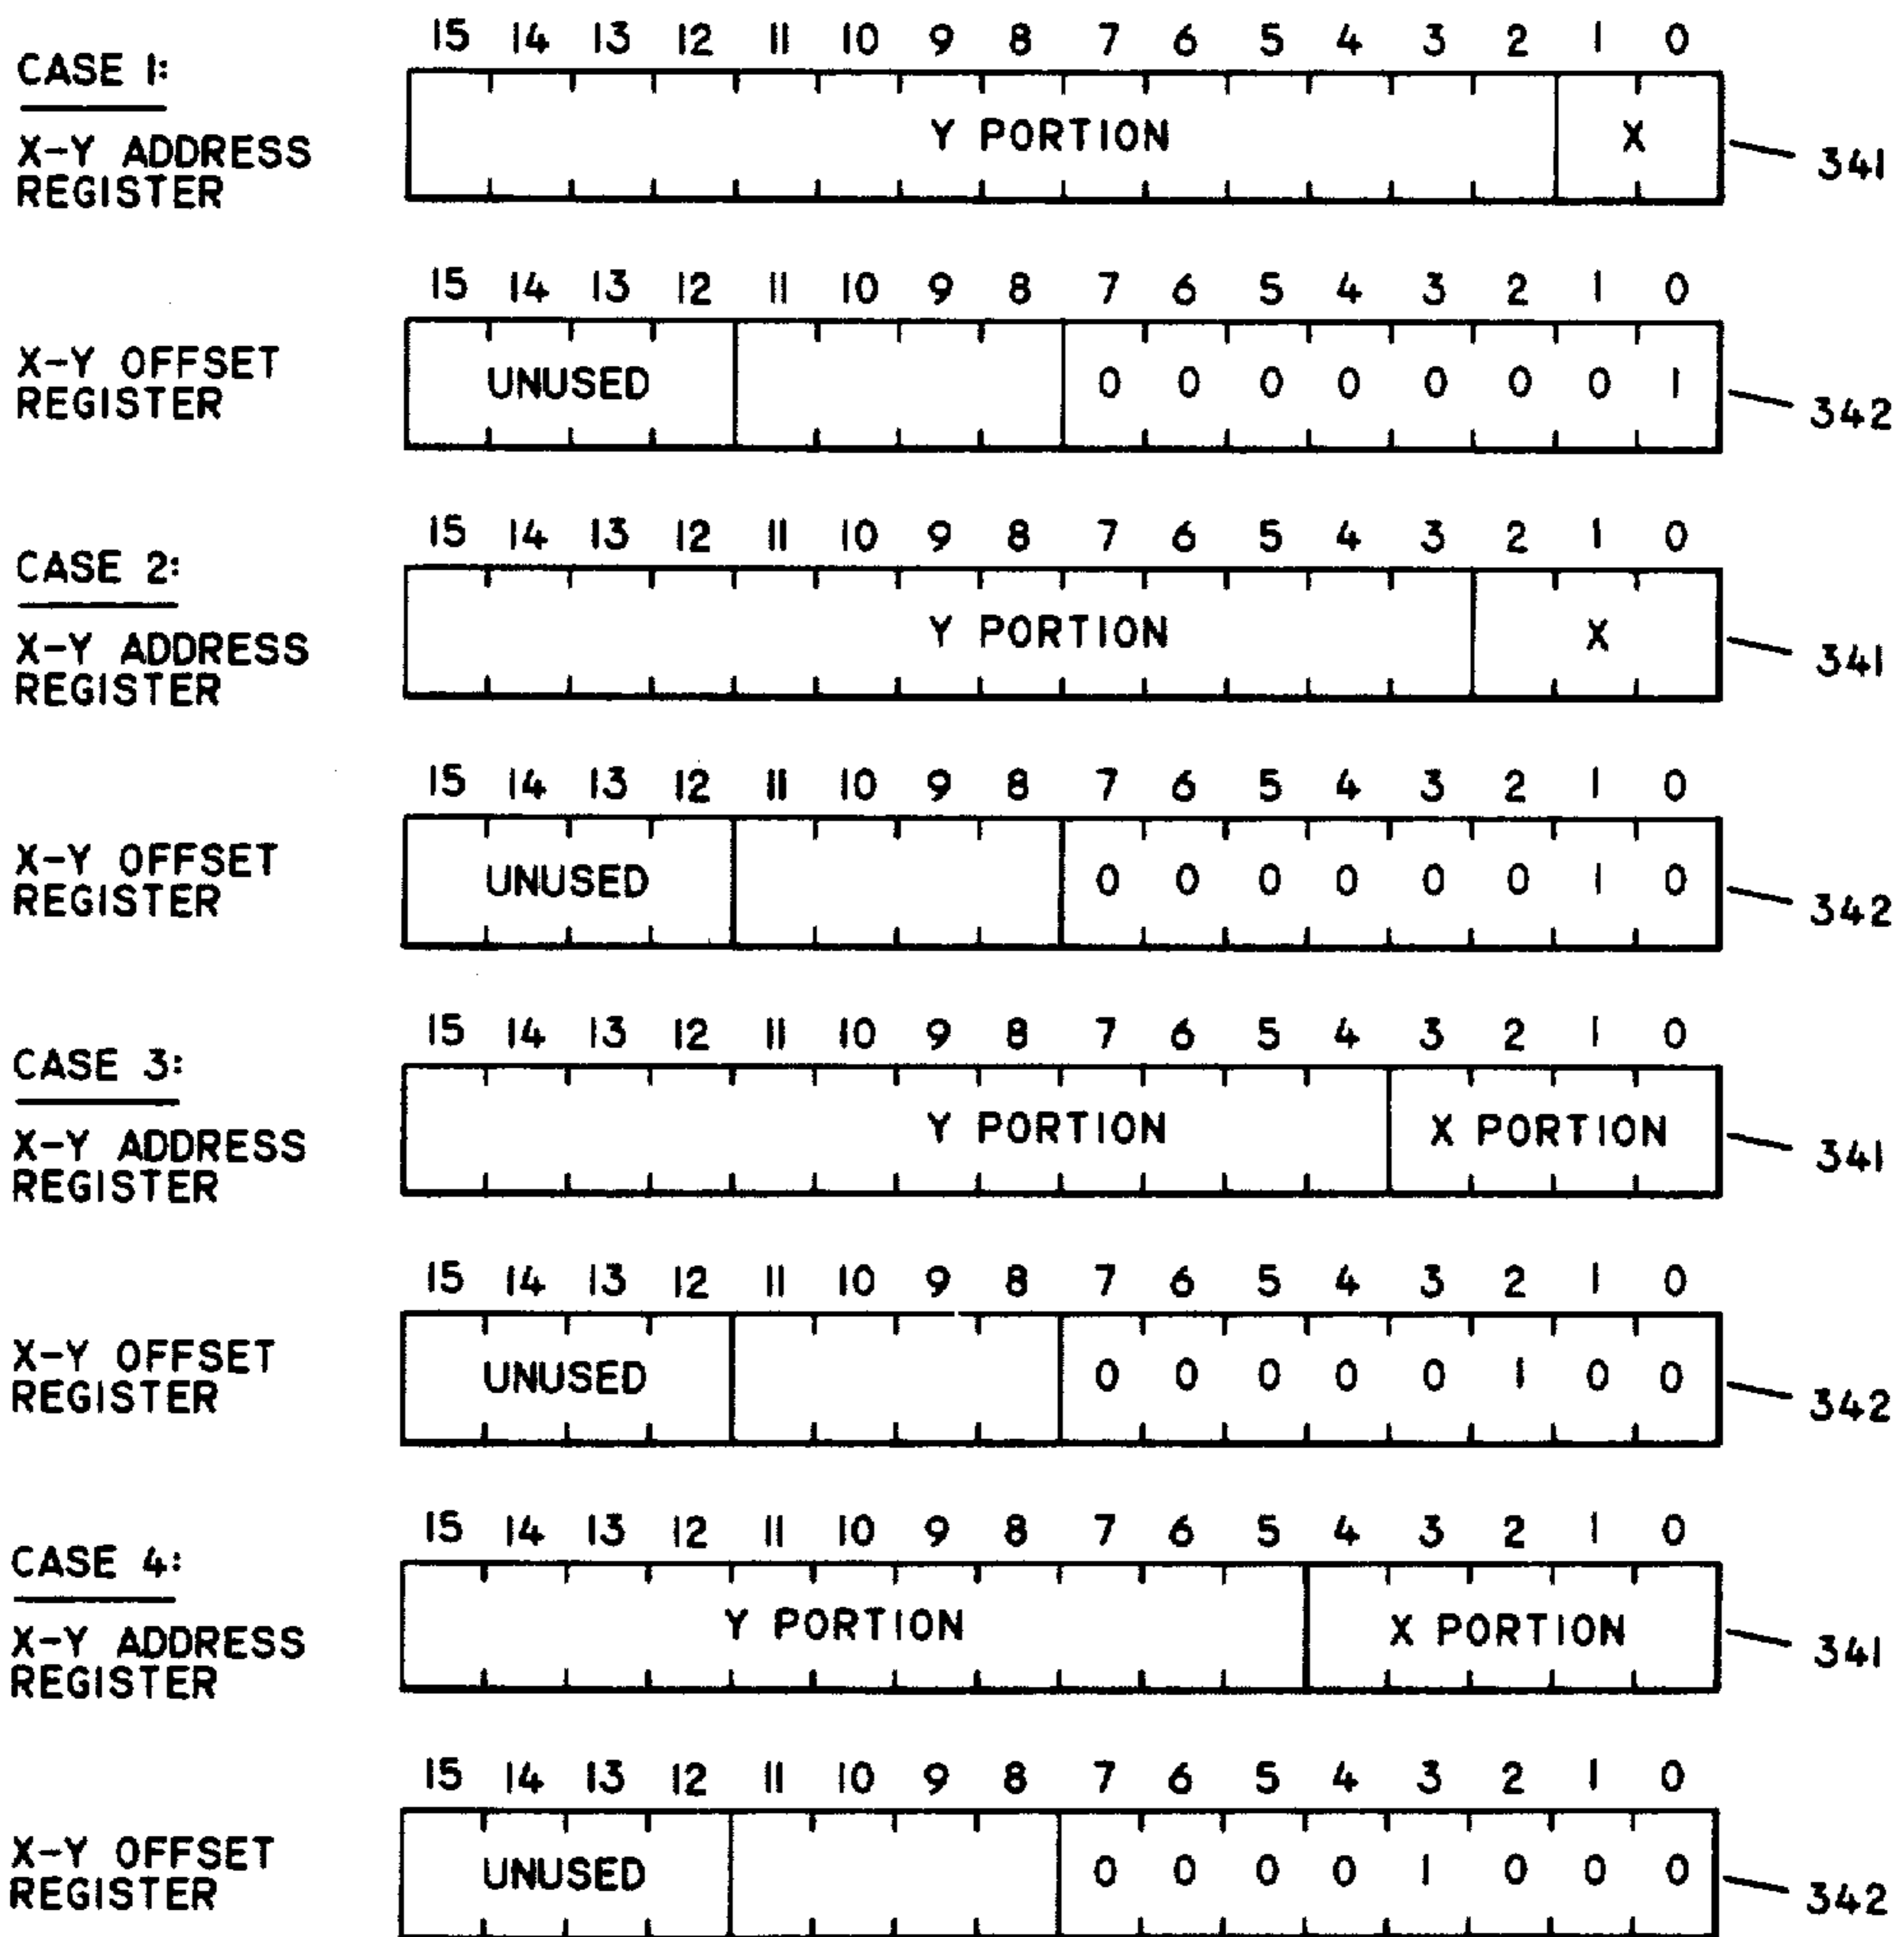 CASE 1:
15 14 13 12 11 10 9 8 7 6 5 4 3 2 1 0
X-Y ADDRESS
REGISTER
Y PORTION X
341
15 14 13 12 11 10 9 8 7 6 5 4 3 2 1 0
X-Y OFFSET
REGISTER
UNUSED 0 0 0 0 0 0 0 1
342
CASE 2:
15 14 13 12 11 10 9 8 7 6 5 4 3 2 1 0
X-Y ADDRESS
REGISTER
Y PORTION X
341
15 14 13 12 11 10 9 8 7 6 5 4 3 2 1 0
X-Y OFFSET
REGISTER
UNUSED 0 0 0 0 0 0 1 0
342
CASE 3:
15 14 13 12 11 10 9 8 7 6 5 4 3 2 1 0
X-Y ADDRESS
REGISTER
Y PORTION X PORTION
341
15 14 13 12 11 10 9 8 7 6 5 4 3 2 1 0
X-Y OFFSET
REGISTER
UNUSED 0 0 0 0 0 1 0 0
342
CASE 4:
15 14 13 12 11 10 9 8 7 6 5 4 3 2 1 0
X-Y ADDRESS
REGISTER
Y PORTION X PORTION
341
15 14 13 12 11 10 9 8 7 6 5 4 3 2 1 0
X-Y OFFSET
REGISTER
UNUSED 0 0 0 0 1 0 0 0
342